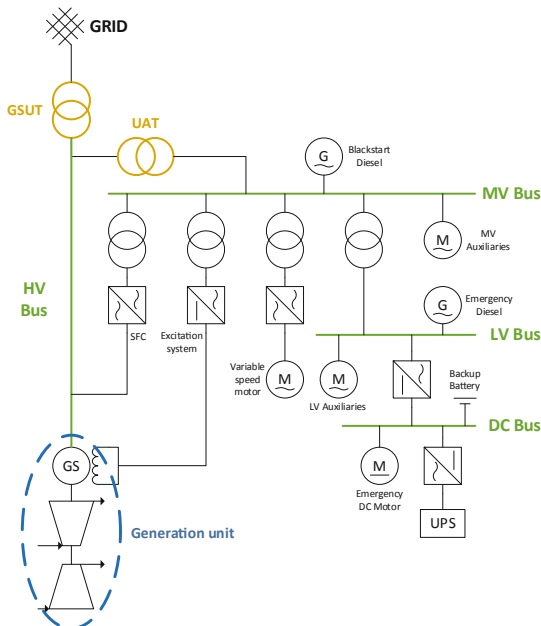 GRID
GSUT
UAT
G
Blackstart
Diesel
MV Bus
M
MV
Auxiliaries
HV
Bus
SFC
Excitation
system
G
Emergency
Diesel
LV Bus
Variable
speed
motor
M
M
LV Auxiliaries
Backup
Battery
DC Bus
GS
M
Emergency
DC Motor
UPS
Generation unit